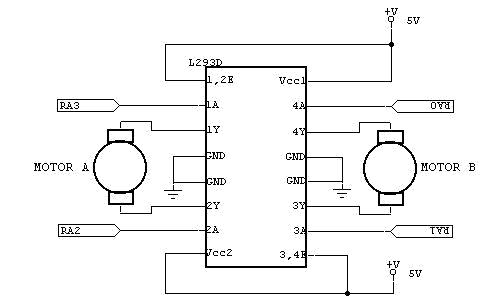 +V
5V
L293D
1,2E
Vcc1
RA3
1A
4A
RA0
1Y
4Y
GND
GND
MOTOR A
MOTOR B
GND
GND
2Y
3Y
RA2
2A
3A
RA1
Vcc2
3,4E
+V
5V